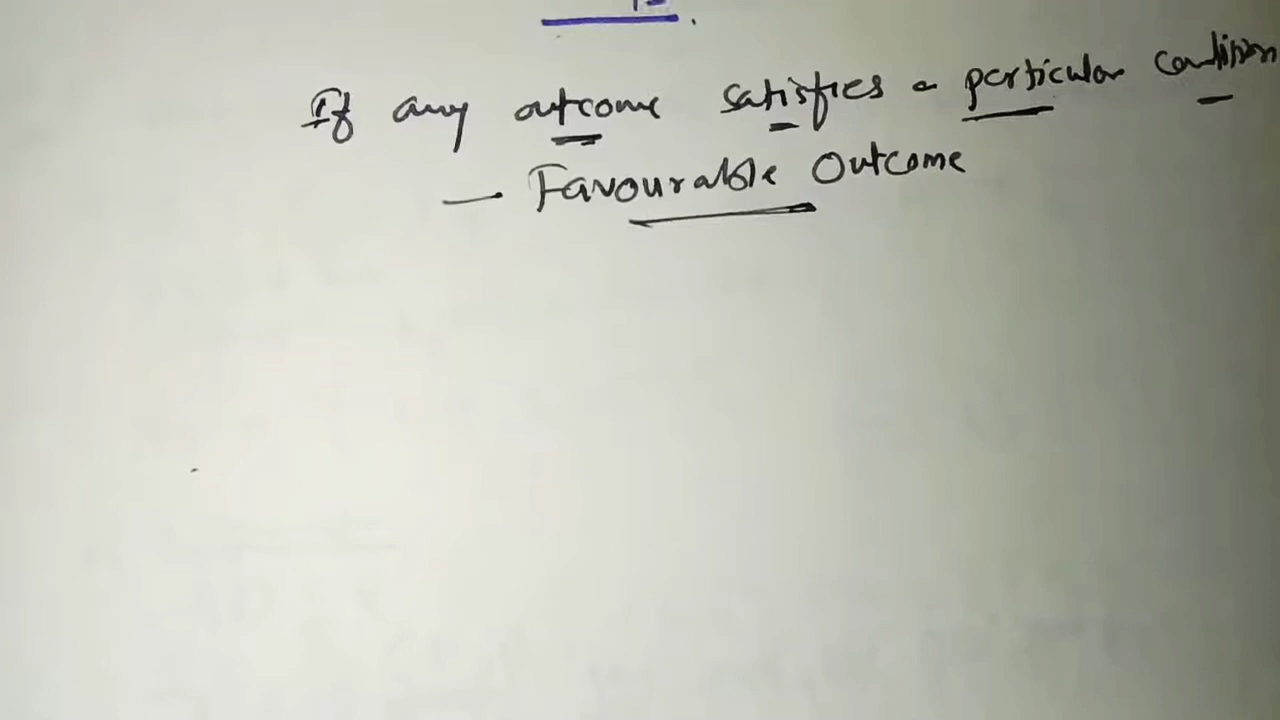 If any outcome satisfies a particular condition
— Favourable Outcome